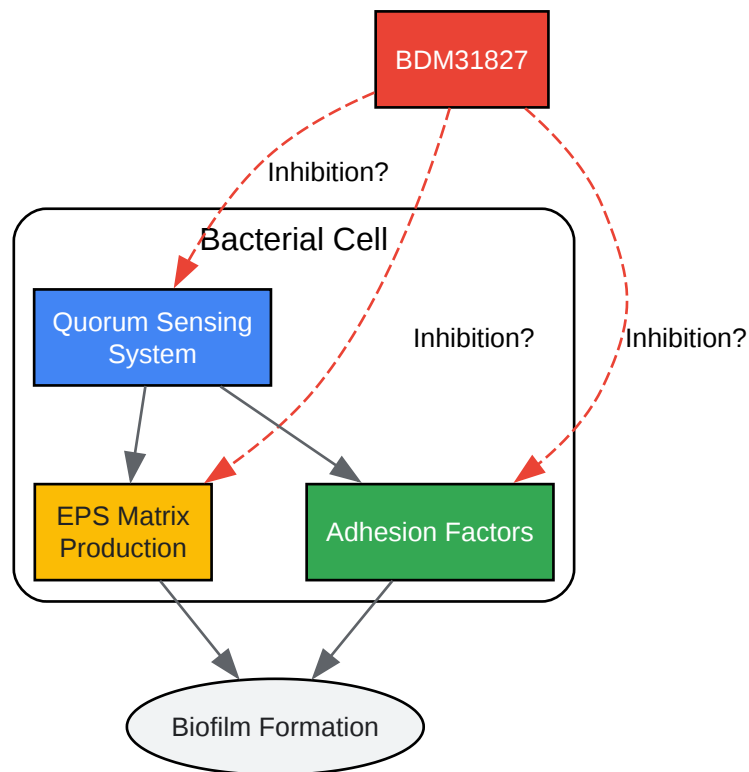 BDM31827
Inhibition?
Bacterial Cell
Quorum Sensing
System
Inhibition?
Inhibition?
EPS Matrix
Production
Adhesion Factors
Biofilm Formation